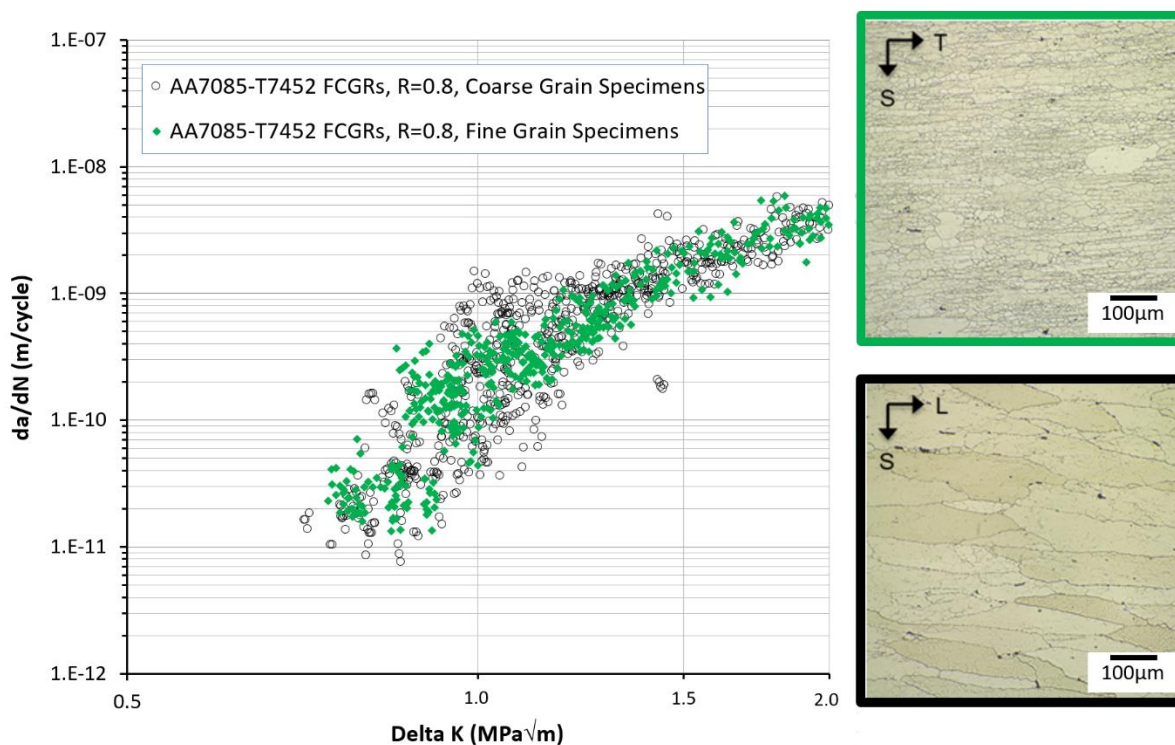 1.E-07
1.E-08
1.E-09
1.E-10
1.E-11
1.E-12
da/dN (m/cycle)
AA7085-T7452 FCGRs, R=0.8, Coarse Grain Specimens
AA7085-T7452 FCGRs, R=0.8, Fine Grain Specimens
0.5
1.0
1.5
2.0
Delta K (MPa√m)
T
S
100µm
L
S
100µm